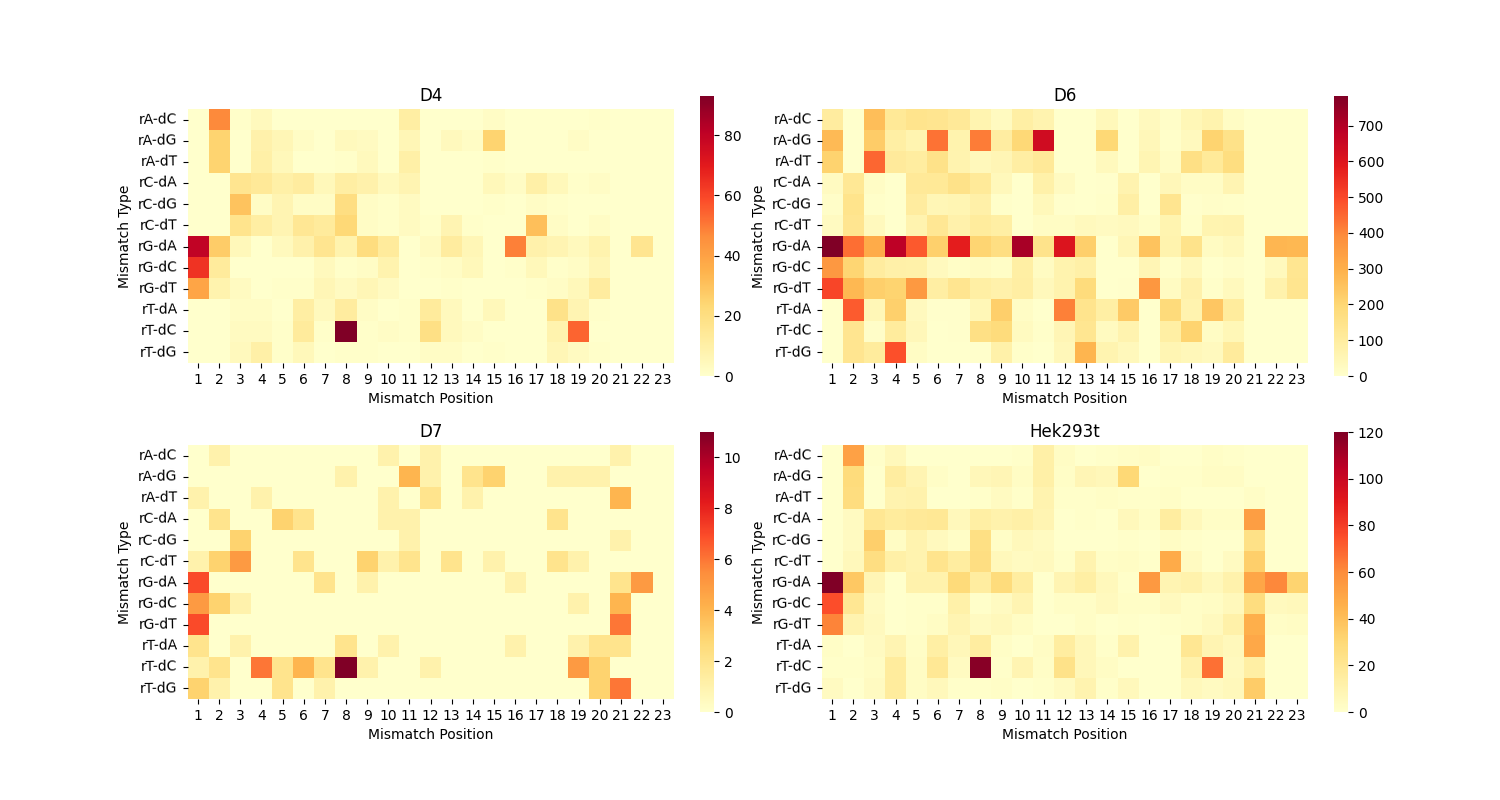 D4
Mismatch Type
rA-dC
rA-dG
rA-dT
rC-dA
rC-dG
rC-dT
rG-dA
rG-dC
rG-dT
rT-dA
rT-dC
rT-dG
1 2 3 4 5 6 7 8 9 10 11 12 13 14 15 16 17 18 19 20 21 22 23
Mismatch Position
80
60
40
20
0
D6
Mismatch Type
rA-dC
rA-dG
rA-dT
rC-dA
rC-dG
rC-dT
rG-dA
rG-dC
rG-dT
rT-dA
rT-dC
rT-dG
1 2 3 4 5 6 7 8 9 10 11 12 13 14 15 16 17 18 19 20 21 22 23
Mismatch Position
700
600
500
400
300
200
100
0
D7
Mismatch Type
rA-dC
rA-dG
rA-dT
rC-dA
rC-dG
rC-dT
rG-dA
rG-dC
rG-dT
rT-dA
rT-dC
rT-dG
1 2 3 4 5 6 7 8 9 10 11 12 13 14 15 16 17 18 19 20 21 22 23
Mismatch Position
10
8
6
4
2
0
Hek293t
Mismatch Type
rA-dC
rA-dG
rA-dT
rC-dA
rC-dG
rC-dT
rG-dA
rG-dC
rG-dT
rT-dA
rT-dC
rT-dG
1 2 3 4 5 6 7 8 9 10 11 12 13 14 15 16 17 18 19 20 21 22 23
Mismatch Position
120
100
80
60
40
20
0